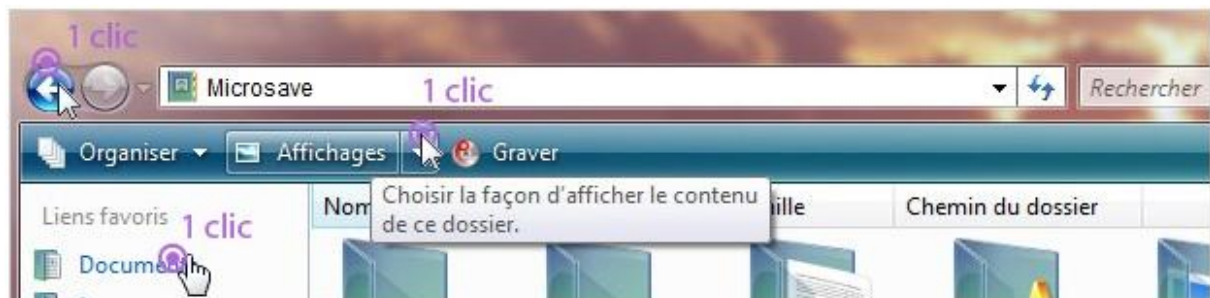 1 clic
Microsave
1 clic
Rechercher
Organiser
Affichages
Graver
Choisir la façon d'afficher le contenu
de ce dossier.
Nom
Chemin du dossier
Liens favoris
1 clic